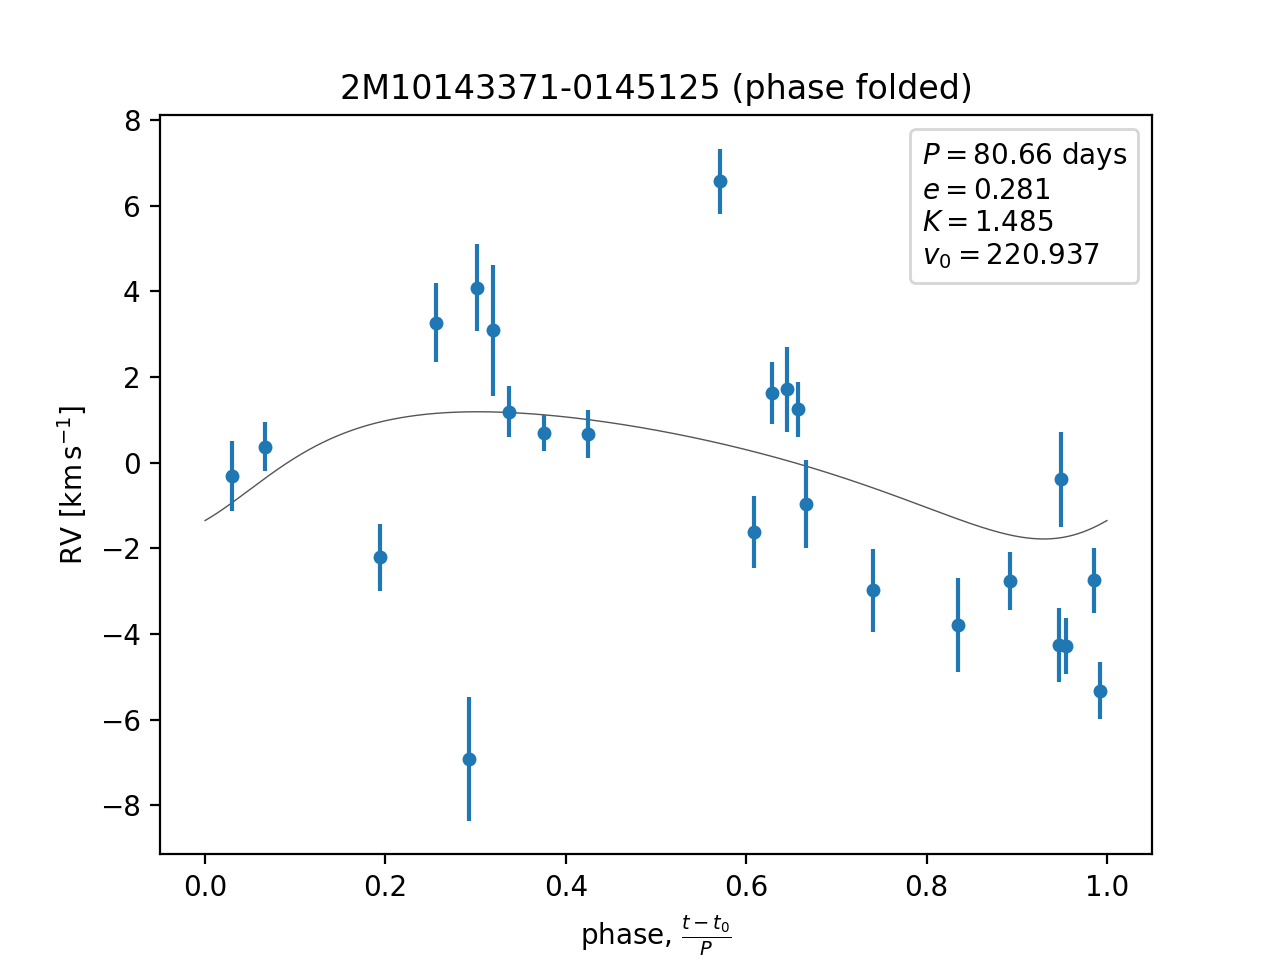 2M10143371-0145125 (phase folded)
P = 80.66 days
e = 0.281
K = 1.485
v₀ = 220.937
8
6
4
2
0
−2
−4
−6
−8
RV [km s⁻¹]
0.0 0.2 0.4 0.6 0.8 1.0
phase, (t − t₀)/P